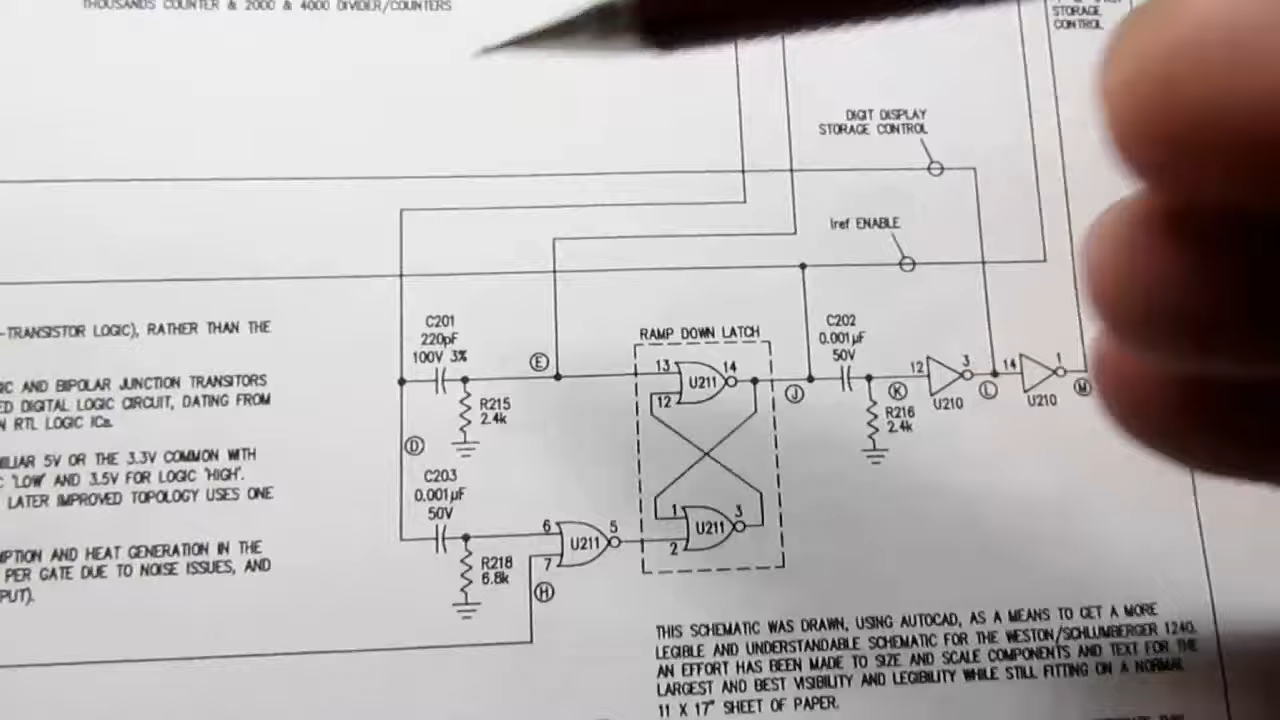 THOUSANDS COUNTER & 2000 & 4000 DIVIDER/COUNTERS
STORAGE
CONTROL
DIGIT DISPLAY
STORAGE CONTROL
Iref ENABLE
-TRANSISTOR LOGIC), RATHER THAN THE
IC AND BIPOLAR JUNCTION TRANSITORS
ED DIGITAL LOGIC CIRCUIT, DATING FROM
N RTL LOGIC ICs.
ILIAR 5V OR THE 3.3V COMMON WITH
C 'LOW' AND 3.5V FOR LOGIC 'HIGH'.
LATER IMPROVED TOPOLOGY USES ONE
MPTION AND HEAT GENERATION IN THE
PER GATE DUE TO NOISE ISSUES, AND
PUT).
C201
220pF
100V 3%
E
R215
2.4k
D
C203
0.001µF
50V
R218
6.8k
6
7
U211
5
H
RAMP DOWN LATCH
13
12
U211
14
1
2
U211
3
J
C202
0.001µF
50V
K
R216
2.4k
12
3
U210
L
14
1
U210
M
THIS SCHEMATIC WAS DRAWN, USING AUTOCAD, AS A MEANS TO GET A MORE
LEGIBLE AND UNDERSTANDABLE SCHEMATIC FOR THE WESTON/SCHLUMBERGER 1240.
AN EFFORT HAS BEEN MADE TO SIZE AND SCALE COMPONENTS AND TEXT FOR THE
LARGEST AND BEST VISIBILITY AND LEGIBILITY WHILE STILL FITTING ON A NORMAL
11 X 17" SHEET OF PAPER.